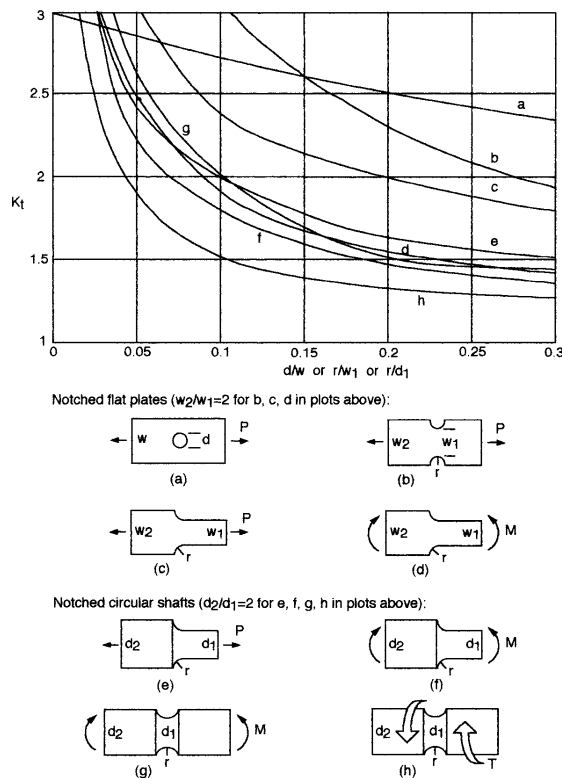 3
2.5
2
1.5
1
Kt
a
b
c
g
e
d
f
h
0 0.05 0.1 0.15 0.2 0.25 0.3
d/w or r/w1 or r/d1
Notched flat plates (w2/w1=2 for b, c, d in plots above):
w d P
(a)
w2 w1 P
r
(b)
w2 w1 P
r
(c)
w2 w1 M
r
(d)
Notched circular shafts (d2/d1=2 for e, f, g, h in plots above):
d2 d1 P
r
(e)
d2 d1 M
r
(f)
d2 d1 M
r
(g)
d2 d1
r T
(h)